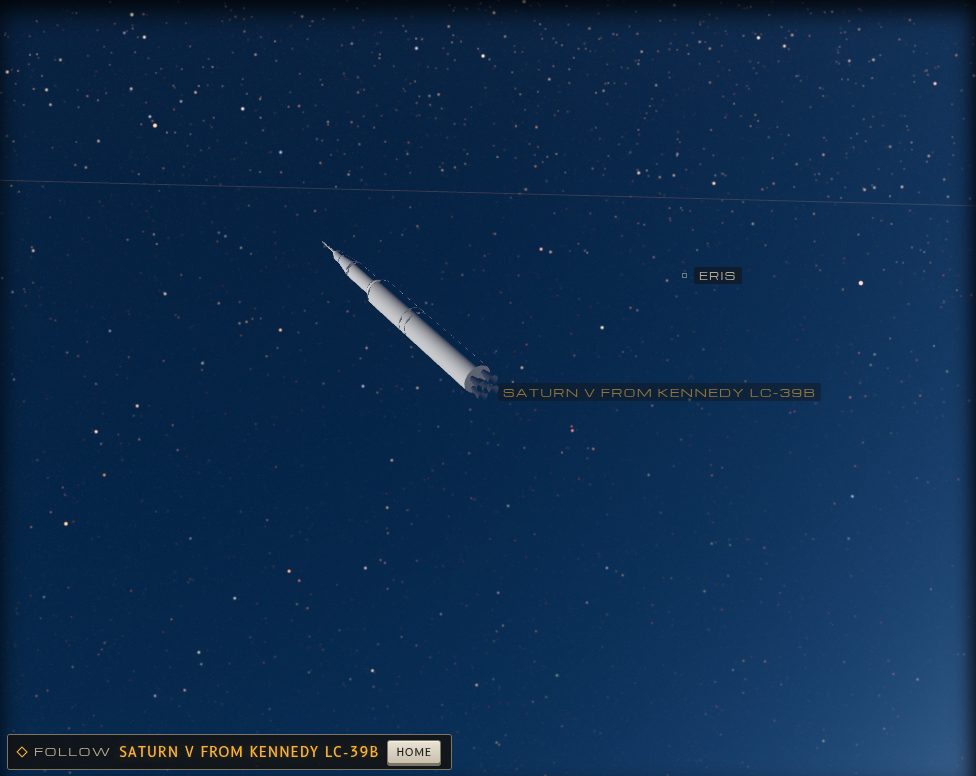 ERIS
SATURN V FROM KENNEDY LC-39B
FOLLOW SATURN V FROM KENNEDY LC-39B HOME